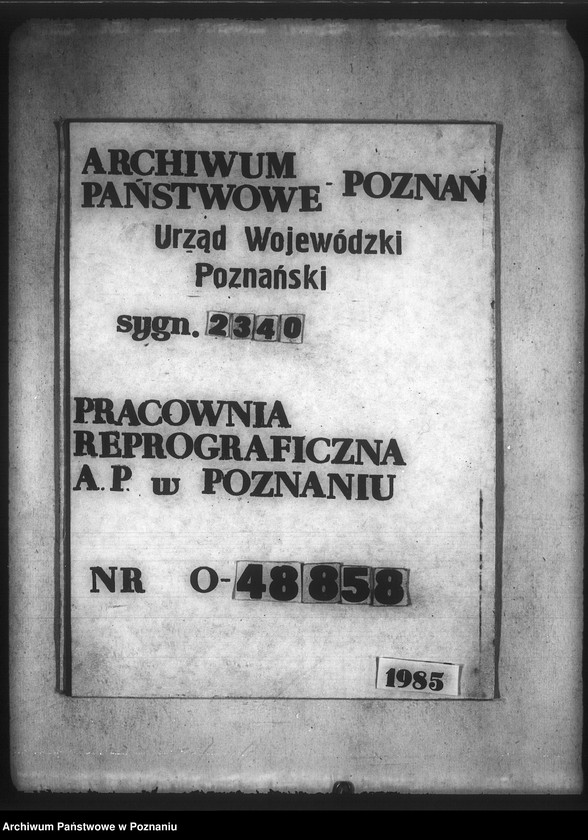 ARCHIWUM
PAŃSTWOWE - POZNAŃ
Urząd Wojewódzki
Poznański
sygn. 2340
PRACOWNIA
REPROGRAFICZNA
A.P. w POZNANIU
NR O-48858
1985
Archiwum Państwowe w Poznaniu